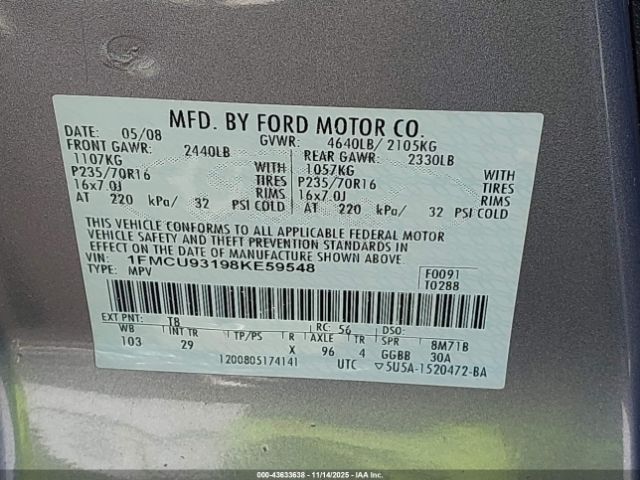 MFD. BY FORD MOTOR CO.
DATE: 05/08 GVWR: 4640LB/ 2105KG
FRONT GAWR: 2440LB REAR GAWR: 2330LB
1107KG WITH 1057KG WITH
P235/70R16 TIRES P235/70R16 TIRES
16x7.0J RIMS 16x7.0J RIMS
AT 220 kPa/ 32 PSI COLD AT 220 kPa/ 32 PSI COLD
THIS VEHICLE CONFORMS TO ALL APPLICABLE FEDERAL MOTOR
VEHICLE SAFETY AND THEFT PREVENTION STANDARDS IN
EFFECT ON THE DATE OF MANUFACTURE SHOWN ABOVE.
VIN: 1FMCU93198KE59548 F0091
TYPE: MPV T0288
EXT PNT: T8 RC: 56 DSO:
WB INT TR TP/PS R AXLE TR SPR 8M71B
103 29 X 96 4 GGBB 30A
1200805174141 UTC ▽5U5A-1520472-BA
000-43633638 - 11/14/2025 - IAA, Inc.